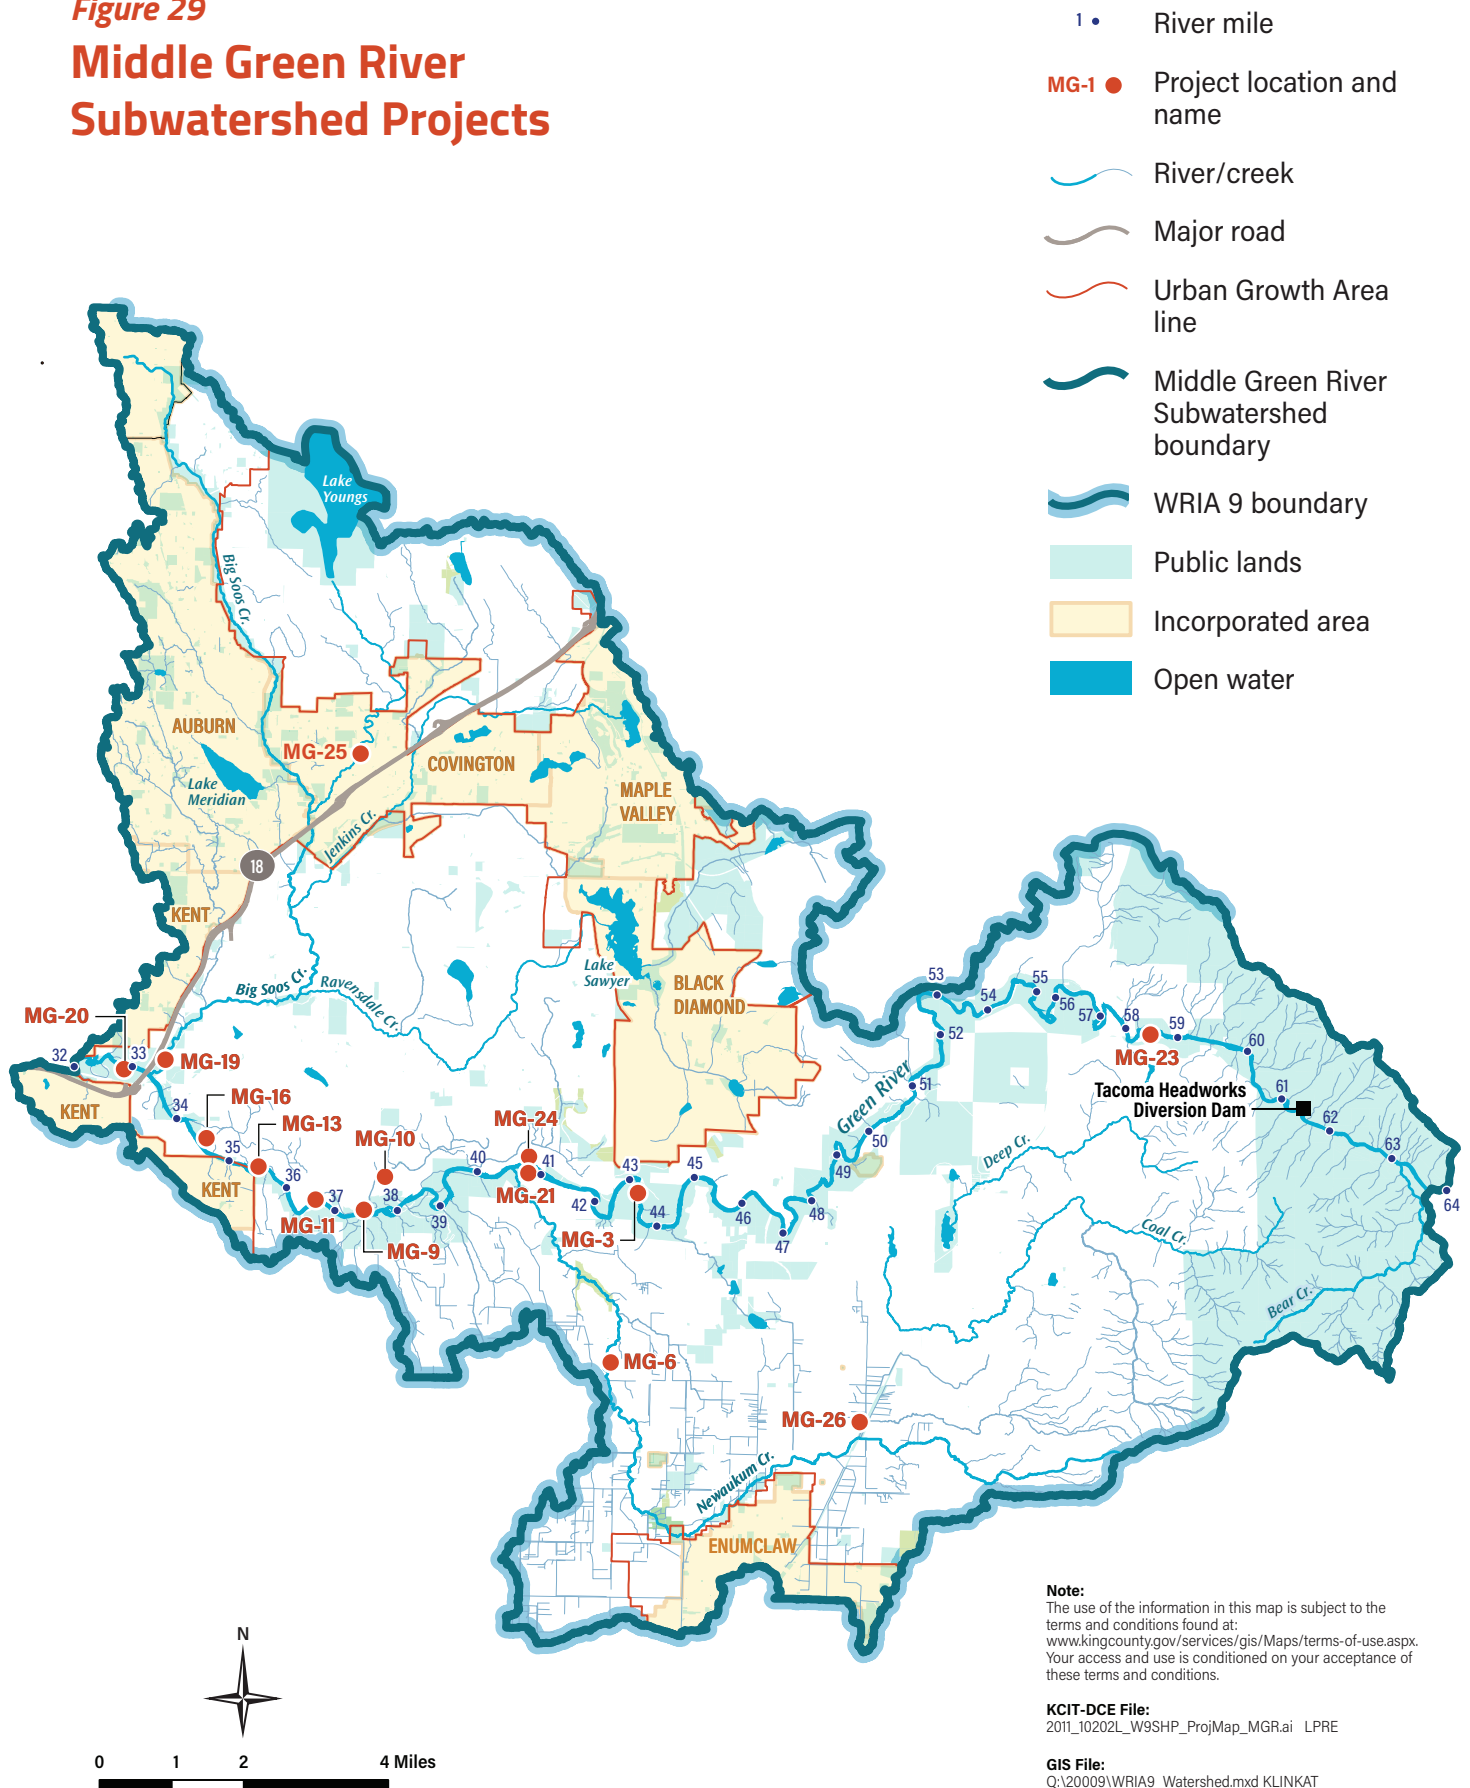 Figure 29
Middle Green River
Subwatershed Projects
1
River mile
MG-1
Project location and
name
River/creek
Major road
Urban Growth Area
line
Middle Green River
Subwatershed
boundary
WRIA 9 boundary
Public lands
Incorporated area
Open water
Lake
Youngs
Big Soos Cr.
AUBURN
MG-25
COVINGTON
Lake
Meridian
MAPLE
VALLEY
Jenkins Cr.
18
KENT
Lake
Sawyer
BLACK
DIAMOND
Big Soos Cr.
Ravensdale Cr.
MG-20
32
33
MG-19
KENT
34
MG-16
MG-13
35
KENT
36
MG-11
37
MG-10
MG-9
38
39
40
MG-24
41
MG-21
42
43
MG-3
44
45
46
47
48
49
50
Green River
51
52
53
54
55
56
57
58
MG-23
59
60
61
Tacoma Headworks
Diversion Dam
62
63
64
Deep Cr.
Coal Cr.
Bear Cr.
MG-6
MG-26
Newaukum Cr.
ENUMCLAW
N
0 1 2 4 Miles
Note:
The use of the information in this map is subject to the
terms and conditions found at:
www.kingcounty.gov/services/gis/Maps/terms-of-use.aspx.
Your access and use is conditioned on your acceptance of
these terms and conditions.
KCIT-DCE File:
2011_10202L_W9SHP_ProjMap_MGR.ai LPRE
GIS File:
Q:\20009\WRIA9_Watershed.mxd KLINKAT